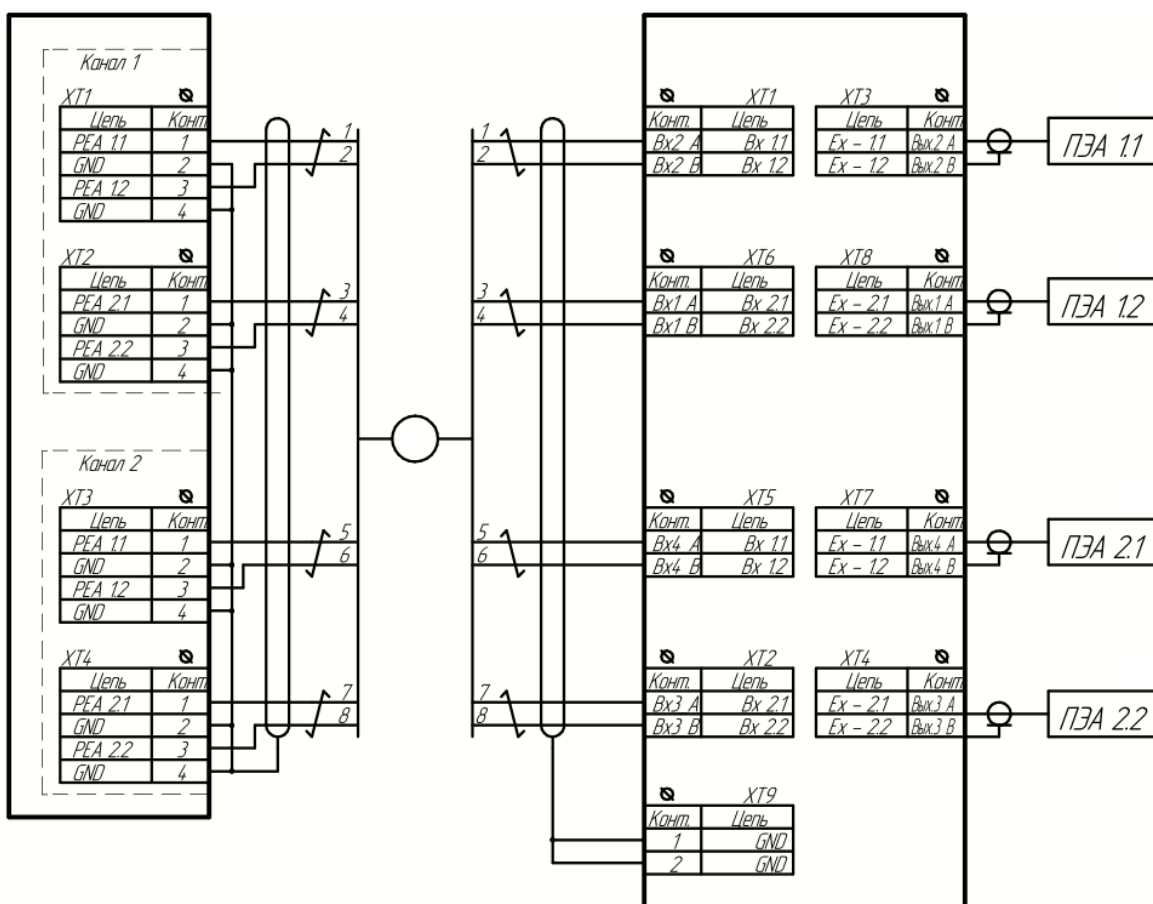 Канал 1
XT1
Цепь Конт
PEA 1.1 1
GND 2
PEA 1.2 3
GND 4
XT2
Цепь Конт
PEA 2.1 1
GND 2
PEA 2.2 3
GND 4
Канал 2
XT3
Цепь Конт
PEA 1.1 1
GND 2
PEA 1.2 3
GND 4
XT4
Цепь Конт
PEA 2.1 1
GND 2
PEA 2.2 3
GND 4
1
2
3
4
5
6
7
8
1
2
3
4
5
6
7
8
XT1
Конт. Цепь
Вх2 A Вх 1.1
Вх2 B Вх 1.2
XT3
Цепь Конт
Ex - 1.1 Вых.2 A
Ex - 1.2 Вых.2 B
ПЭА 1.1
XT6
Конт. Цепь
Вх1 A Вх 2.1
Вх1 B Вх 2.2
XT8
Цепь Конт
Ex - 2.1 Вых.1 A
Ex - 2.2 Вых.1 B
ПЭА 1.2
XT5
Конт. Цепь
Вх4 A Вх 1.1
Вх4 B Вх 1.2
XT7
Цепь Конт
Ex - 1.1 Вых.4 A
Ex - 1.2 Вых.4 B
ПЭА 2.1
XT2
Конт. Цепь
Вх3 A Вх 2.1
Вх3 B Вх 2.2
XT4
Цепь Конт
Ex - 2.1 Вых.3 A
Ex - 2.2 Вых.3 B
ПЭА 2.2
XT9
Конт. Цепь
1 GND
2 GND